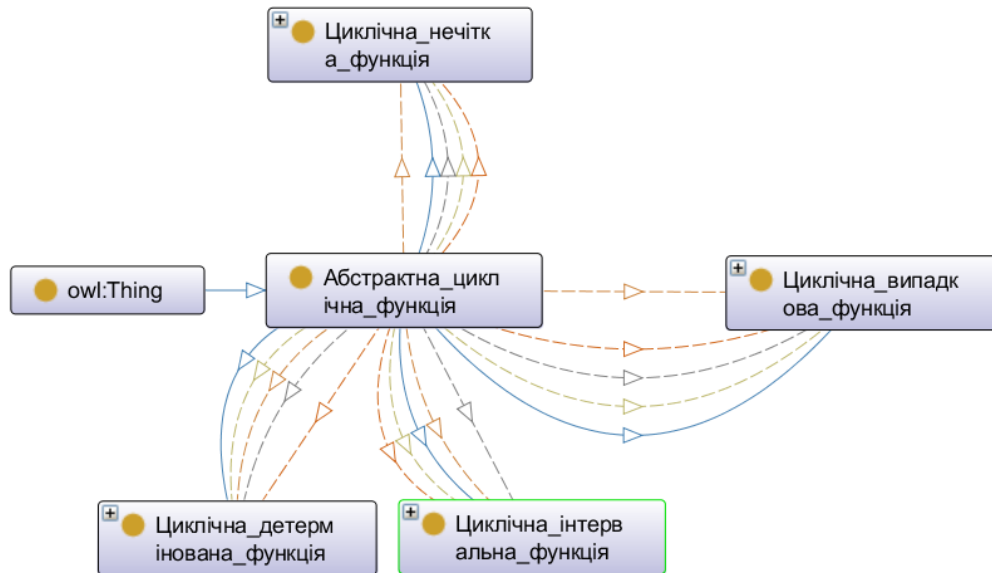 Циклічна_нечітк
а_функція
owl:Thing
Абстрактна_цикл
ічна_функція
Циклічна_випадк
ова_функція
Циклічна_детерм
інована_функція
Циклічна_інтерв
альна_функція